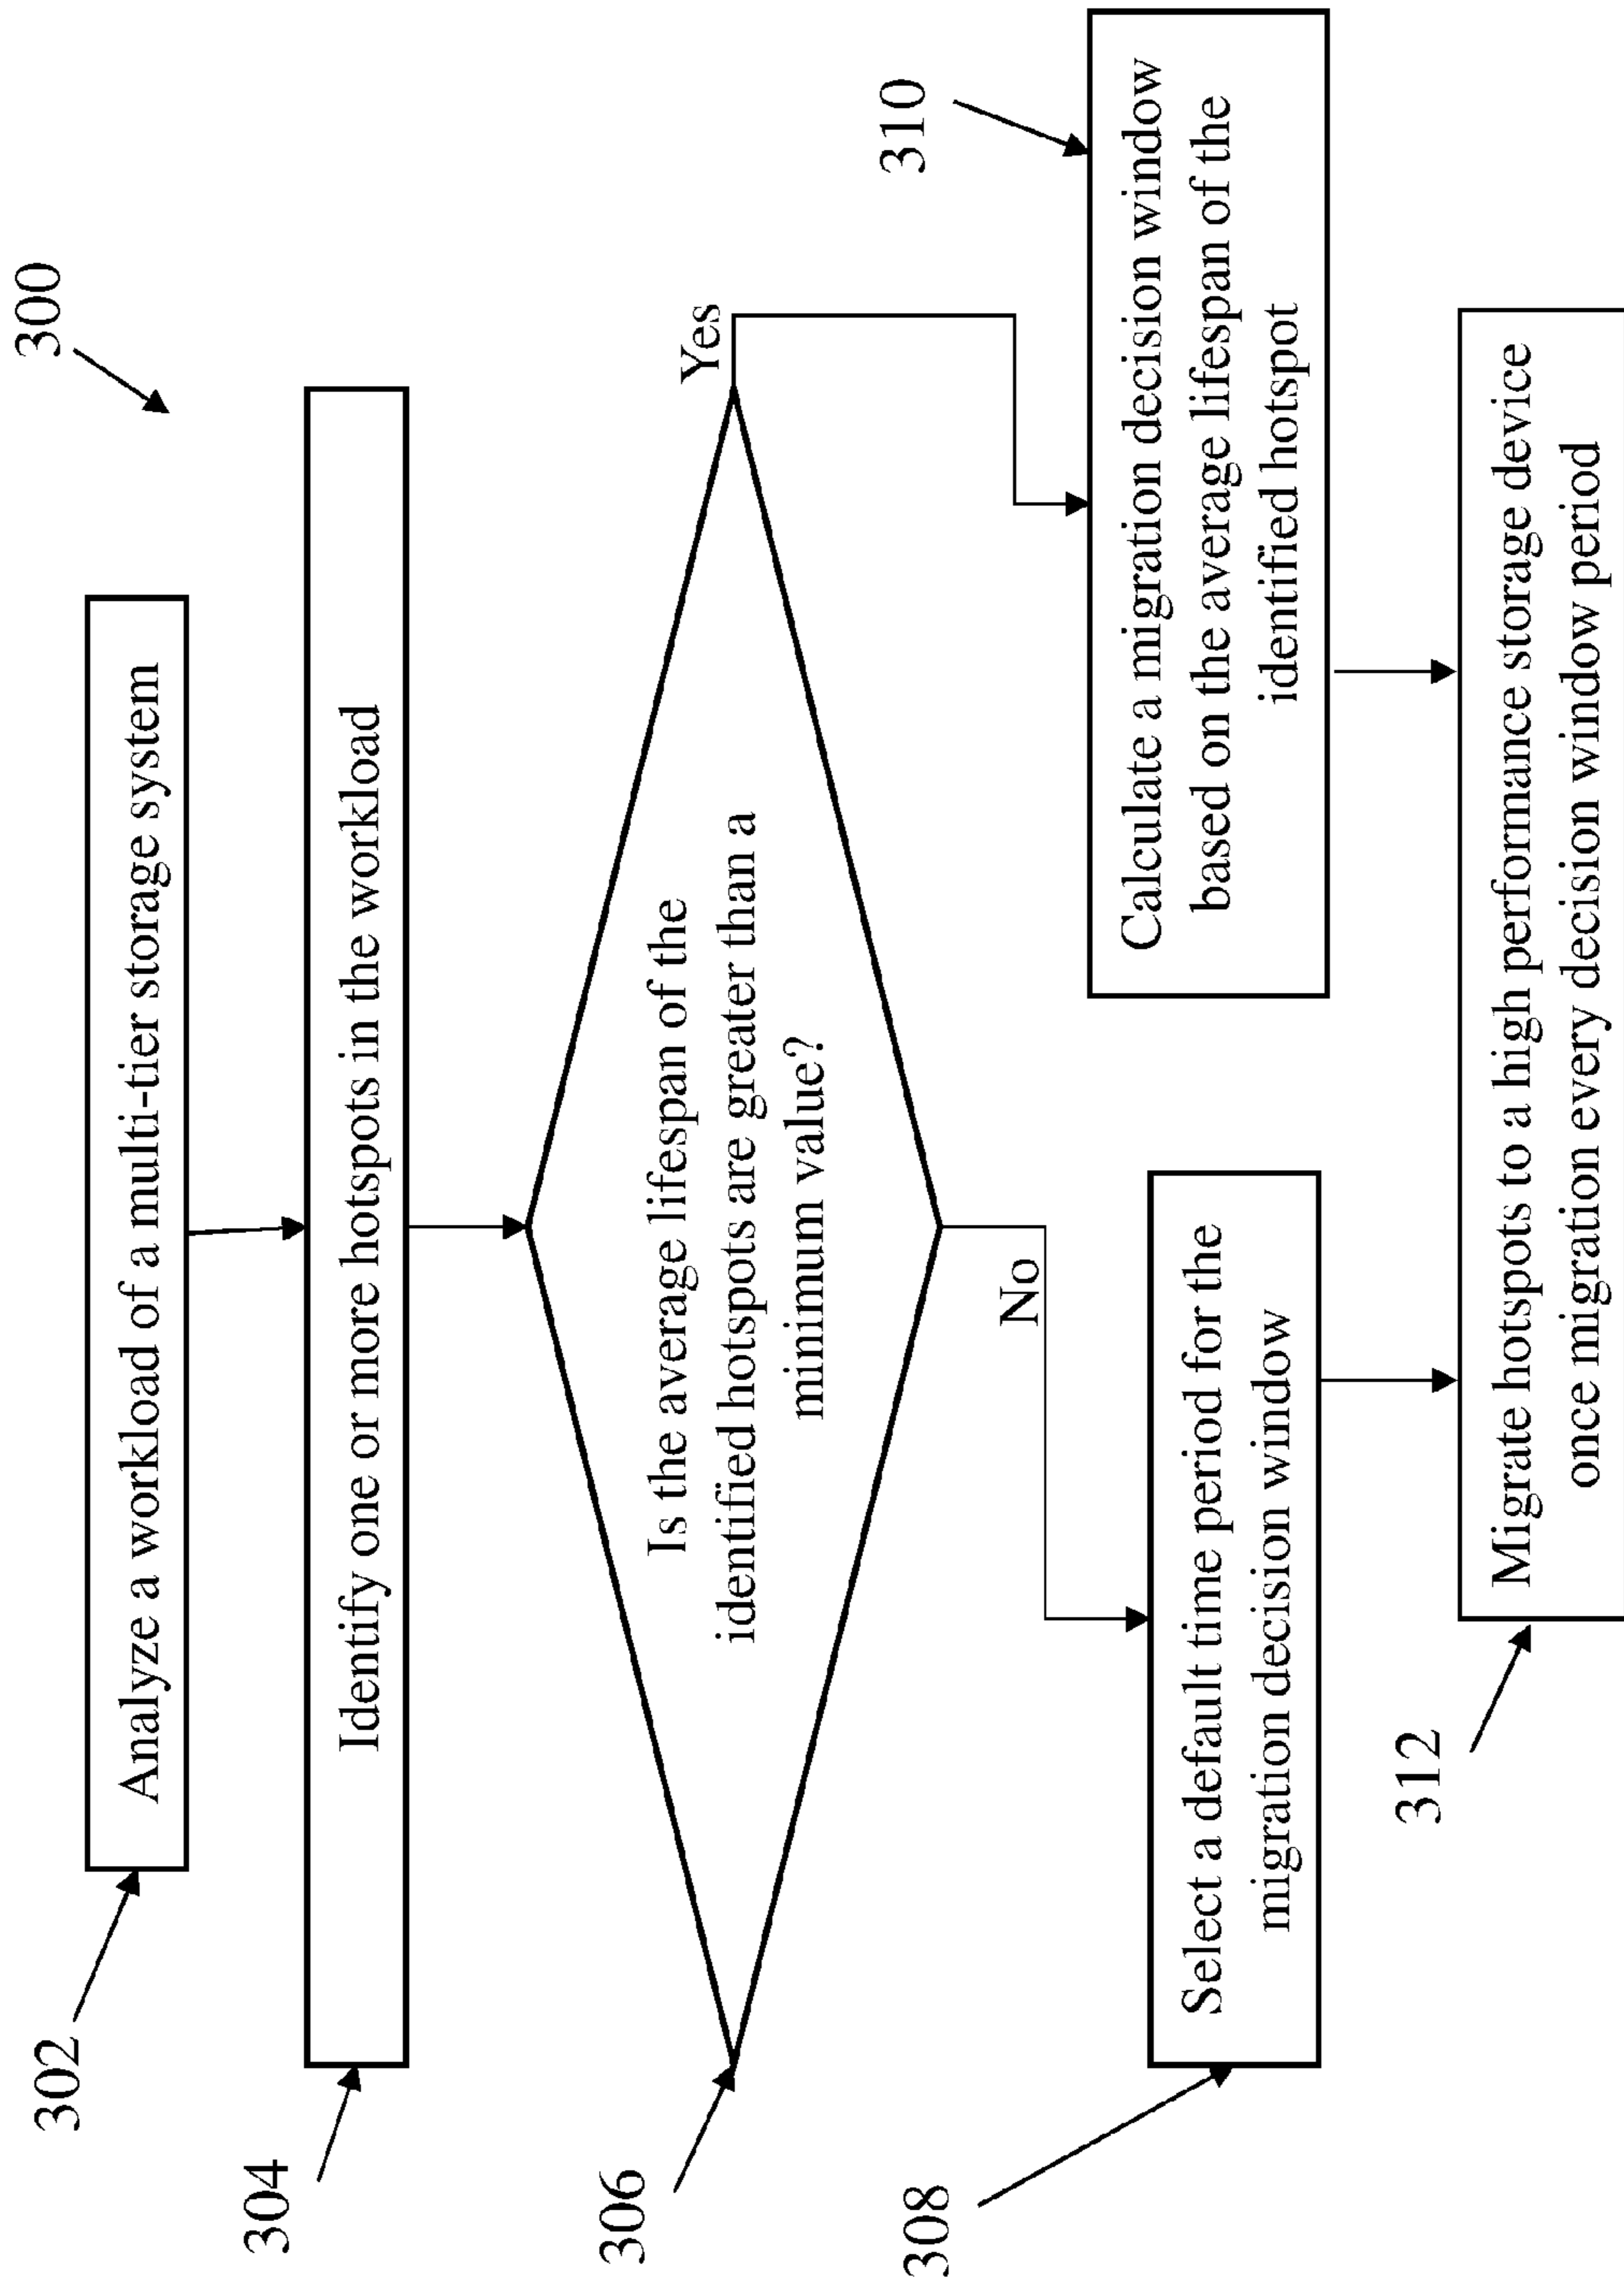 300
302
Analyze a workload of a multi-tier storage system
304
Identify one or more hotspots in the workload
306
Is the average lifespan of the
identified hotspots are greater than a
minimum value?
Yes
No
308
Select a default time period for the
migration decision window
310
Calculate a migration decision window
based on the average lifespan of the
identified hotspot
312
Migrate hotspots to a high performance storage device
once migration every decision window period